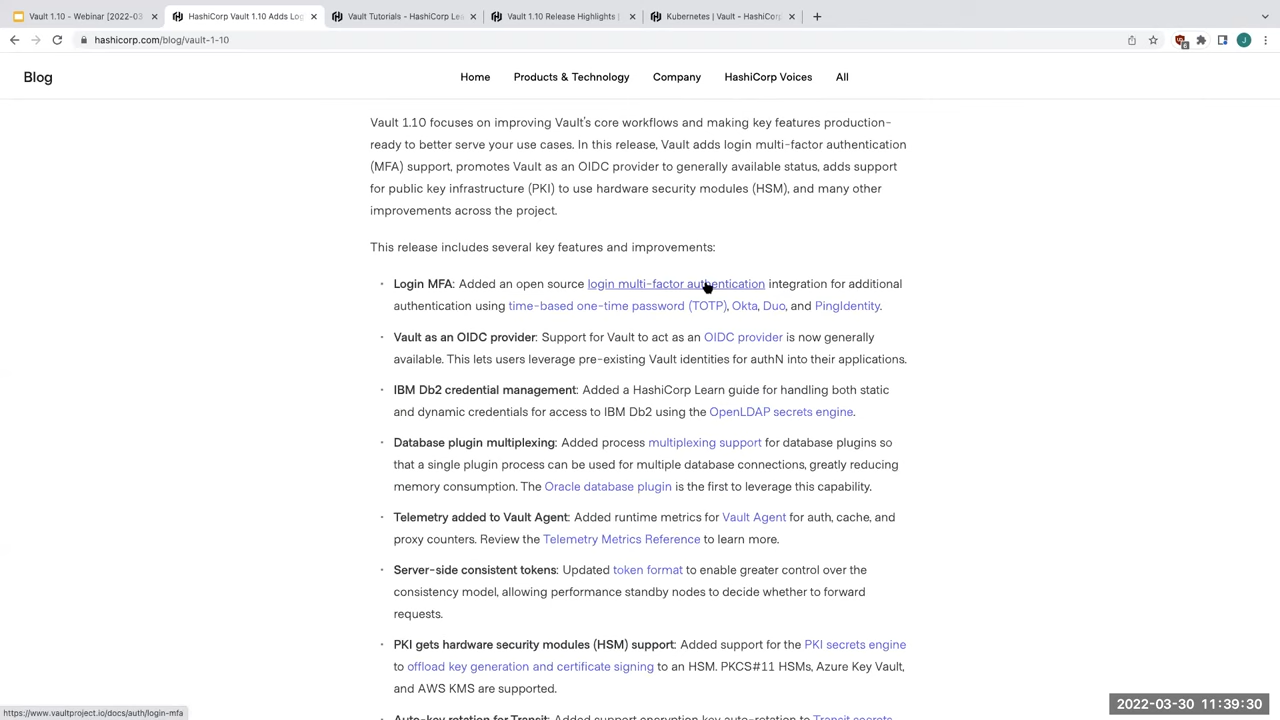 Vault 1.10 - Webinar [2022-03
HashiCorp Vault 1.10 Adds Log
Vault Tutorials - HashiCorp Lea
Vault 1.10 Release Highlights |
Kubernetes | Vault - HashiCorp
hashicorp.com/blog/vault-1-10
6
J
Blog
Home
Products & Technology
Company
HashiCorp Voices
All
Vault 1.10 focuses on improving Vault's core workflows and making key features production-
ready to better serve your use cases. In this release, Vault adds login multi-factor authentication
(MFA) support, promotes Vault as an OIDC provider to generally available status, adds support
for public key infrastructure (PKI) to use hardware security modules (HSM), and many other
improvements across the project.
This release includes several key features and improvements:
• Login MFA: Added an open source login multi-factor authentication integration for additional
authentication using time-based one-time password (TOTP), Okta, Duo, and PingIdentity.
• Vault as an OIDC provider: Support for Vault to act as an OIDC provider is now generally
available. This lets users leverage pre-existing Vault identities for authN into their applications.
• IBM Db2 credential management: Added a HashiCorp Learn guide for handling both static
and dynamic credentials for access to IBM Db2 using the OpenLDAP secrets engine.
• Database plugin multiplexing: Added process multiplexing support for database plugins so
that a single plugin process can be used for multiple database connections, greatly reducing
memory consumption. The Oracle database plugin is the first to leverage this capability.
• Telemetry added to Vault Agent: Added runtime metrics for Vault Agent for auth, cache, and
proxy counters. Review the Telemetry Metrics Reference to learn more.
• Server-side consistent tokens: Updated token format to enable greater control over the
consistency model, allowing performance standby nodes to decide whether to forward
requests.
• PKI gets hardware security modules (HSM) support: Added support for the PKI secrets engine
to offload key generation and certificate signing to an HSM. PKCS#11 HSMs, Azure Key Vault,
and AWS KMS are supported.
• Auto-key rotation for Transit: Added support encryption key auto-rotation to Transit secrets
https://www.vaultproject.io/docs/auth/login-mfa
2022-03-30 11:39:30